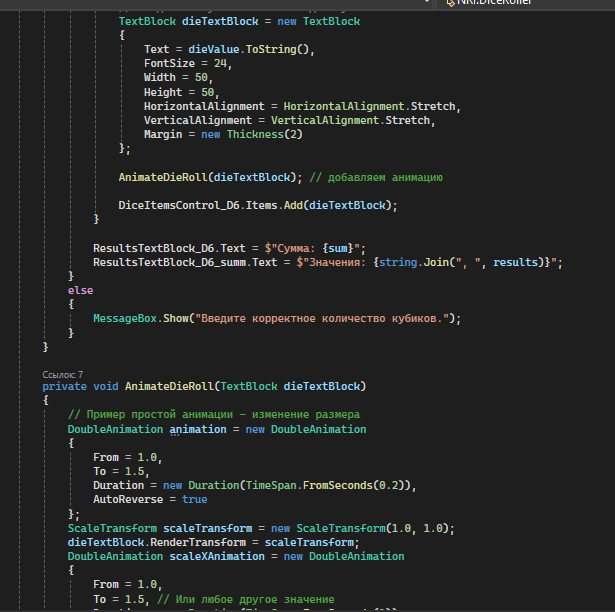 NRI.DiceRoller
TextBlock dieTextBlock = new TextBlock
{
Text = dieValue.ToString(),
FontSize = 24,
Width = 50,
Height = 50,
HorizontalAlignment = HorizontalAlignment.Stretch,
VerticalAlignment = VerticalAlignment.Stretch,
Margin = new Thickness(2)
};
AnimateDieRoll(dieTextBlock); // добавляем анимацию
DiceItemsControl_D6.Items.Add(dieTextBlock);
}
ResultsTextBlock_D6.Text = $"Сумма: {sum}";
ResultsTextBlock_D6_summ.Text = $"Значения: {string.Join(", ", results)}";
}
else
{
MessageBox.Show("Введите корректное количество кубиков.");
}
}
Ссылок: 7
private void AnimateDieRoll(TextBlock dieTextBlock)
{
// Пример простой анимации – изменение размера
DoubleAnimation animation = new DoubleAnimation
{
From = 1.0,
To = 1.5,
Duration = new Duration(TimeSpan.FromSeconds(0.2)),
AutoReverse = true
};
ScaleTransform scaleTransform = new ScaleTransform(1.0, 1.0);
dieTextBlock.RenderTransform = scaleTransform;
DoubleAnimation scaleXAnimation = new DoubleAnimation
{
From = 1.0,
To = 1.5, // Или любое другое значение